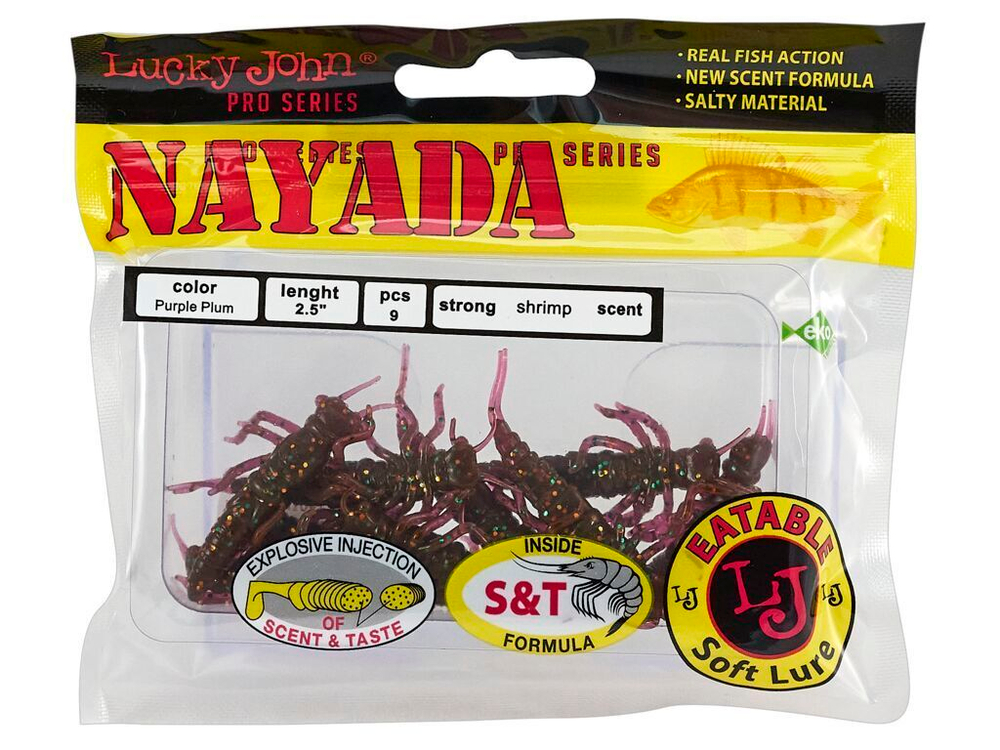 Lucky John®
PRO SERIES
• REAL FISH ACTION
• NEW SCENT FORMULA
• SALTY MATERIAL
PRO SERIES
PRO SERIES
NAYADA
color
Purple Plum
lenght
2.5"
pcs
9
strong shrimp scent
eko
EXPLOSIVE INJECTION
OF
SCENT & TASTE
INSIDE
S&T
FORMULA
EATABLE
LJ
LJ
LJ
Soft Lure